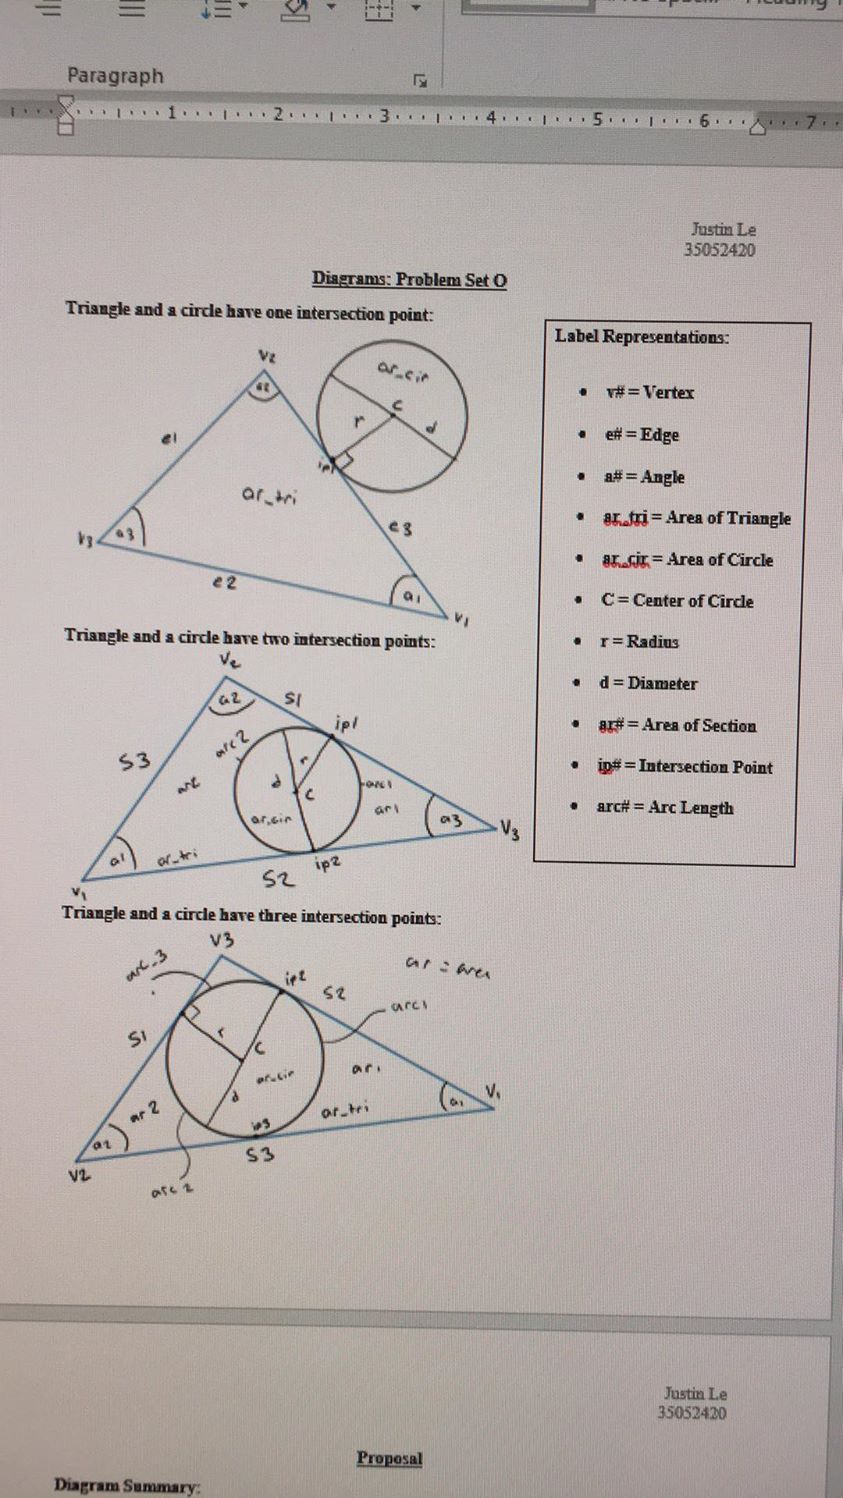 Paragraph
1 2 3 4 5 6 7
Justin Le
35052420
Diagrams: Problem Set O
Triangle and a circle have one intersection point:
v2
a2
ar_cir
C
r
d
e1
ip1
ar_tri
v3
a3
e3
e2
a1
v1
Triangle and a circle have two intersection points:
V2
a2
S1
ip1
S3
arc2
r
d
C
arc1
ar1
ar_cir
a3
V3
a1
ar_tri
ip2
S2
V1
Triangle and a circle have three intersection points:
V3
arc_3
ip2
S2
ar = area
arc1
S1
r
C
ar_cir
ar1
d
ar2
ar_tri
a1
V1
ip3
a2
S3
V2
arc2
Label Representations:
• v# = Vertex
• e# = Edge
• a# = Angle
• ar_tri = Area of Triangle
• ar_cir = Area of Circle
• C = Center of Circle
• r = Radius
• d = Diameter
• ar# = Area of Section
• ip# = Intersection Point
• arc# = Arc Length
Justin Le
35052420
Proposal
Diagram Summary: